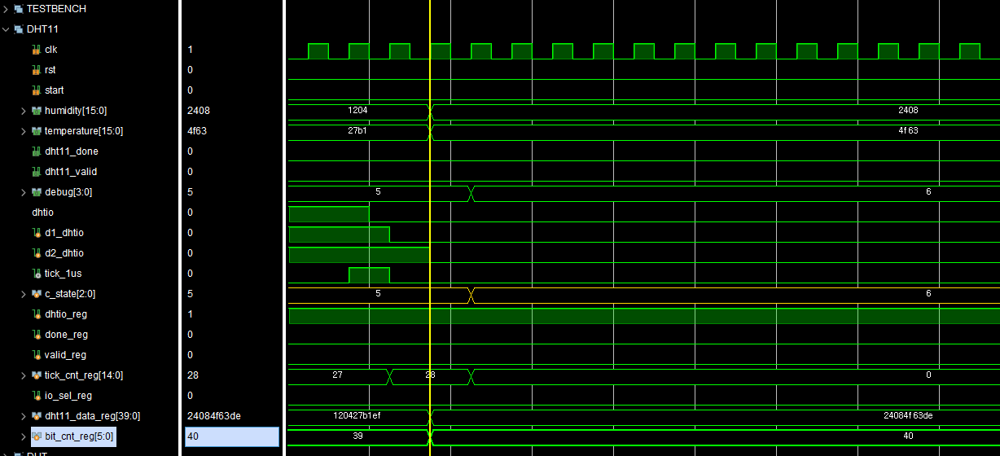 TESTBENCH
DHT11
clk 1
rst 0
start 0
humidity[15:0] 2408 1204 2408
temperature[15:0] 4f63 27b1 4f63
dht11_done 0
dht11_valid 0
debug[3:0] 5 5 6
dhtio 0
d1_dhtio 0
d2_dhtio 0
tick_1us 0
c_state[2:0] 5 5 6
dhtio_reg 1
done_reg 0
valid_reg 0
tick_cnt_reg[14:0] 28 27 28 0
io_sel_reg 0
dht11_data_reg[39:0] 24084f63de 120427b1ef 24084f63de
bit_cnt_reg[5:0] 40 39 40